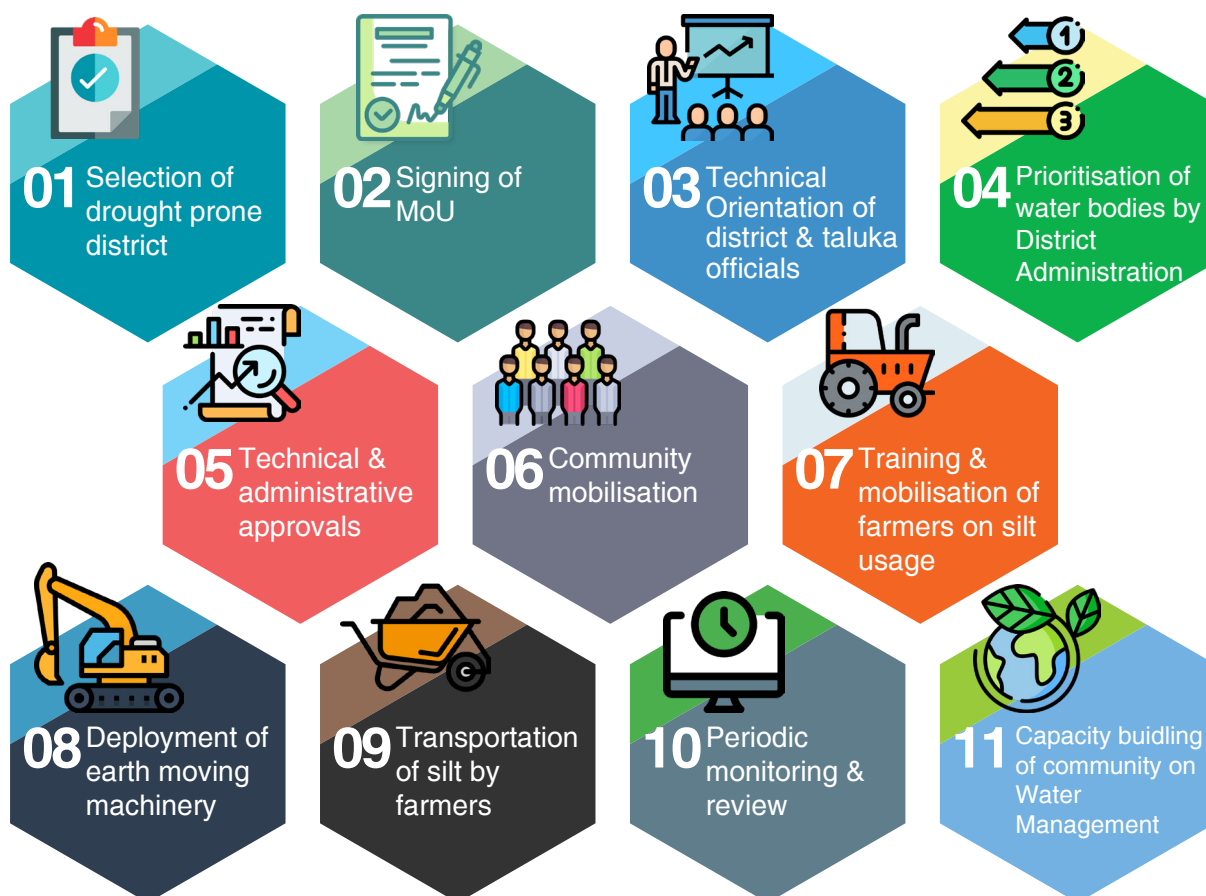 01 Selection of
drought prone
district
02 Signing of
MoU
03 Technical
Orientation of
district & taluka
officials
1
2
3
04 Prioritisation of
water bodies by
District
Administration
05 Technical &
administrative
approvals
06 Community
mobilisation
07 Training &
mobilisation of
farmers on silt
usage
08 Deployment of
earth moving
machinery
09 Transportation
of silt by
farmers
10 Periodic
monitoring &
review
11 Capacity buidling
of community on
Water
Management